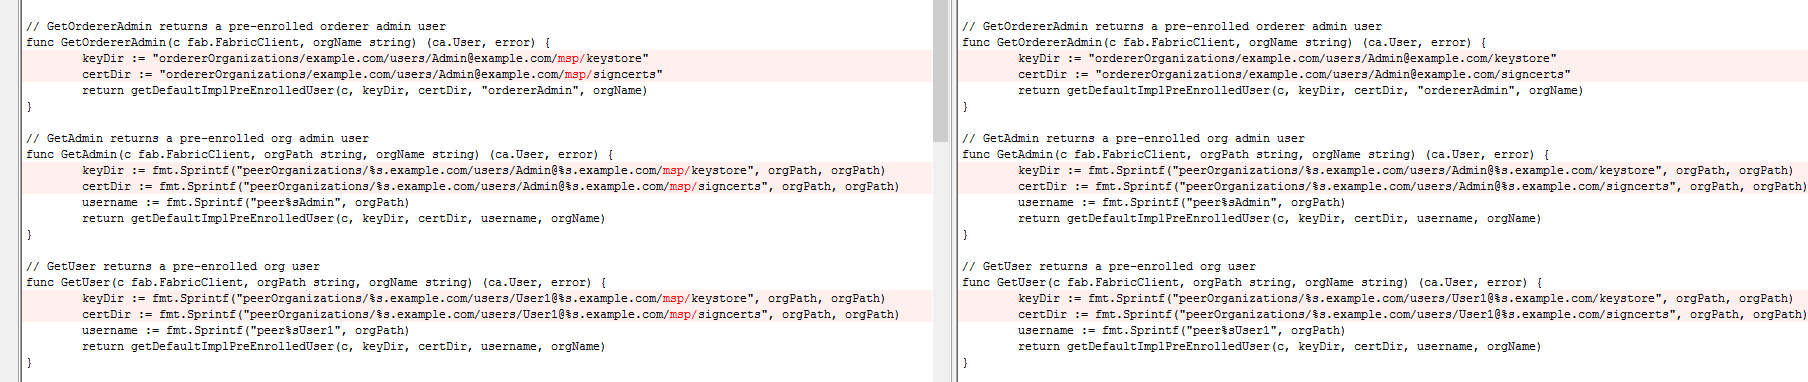 // GetOrdererAdmin returns a pre-enrolled orderer admin user
func GetOrdererAdmin(c fab.FabricClient, orgName string) (ca.User, error) {
        keyDir := "ordererOrganizations/example.com/users/Admin@example.com/msp/keystore"
        certDir := "ordererOrganizations/example.com/users/Admin@example.com/msp/signcerts"
        return getDefaultImplPreEnrolledUser(c, keyDir, certDir, "ordererAdmin", orgName)
}
// GetAdmin returns a pre-enrolled org admin user
func GetAdmin(c fab.FabricClient, orgPath string, orgName string) (ca.User, error) {
        keyDir := fmt.Sprintf("peerOrganizations/%s.example.com/users/Admin@%s.example.com/msp/keystore", orgPath, orgPath)
        certDir := fmt.Sprintf("peerOrganizations/%s.example.com/users/Admin@%s.example.com/msp/signcerts", orgPath, orgPath)
        username := fmt.Sprintf("peer%sAdmin", orgPath)
        return getDefaultImplPreEnrolledUser(c, keyDir, certDir, username, orgName)
}
// GetUser returns a pre-enrolled org user
func GetUser(c fab.FabricClient, orgPath string, orgName string) (ca.User, error) {
        keyDir := fmt.Sprintf("peerOrganizations/%s.example.com/users/User1@%s.example.com/msp/keystore", orgPath, orgPath)
        certDir := fmt.Sprintf("peerOrganizations/%s.example.com/users/User1@%s.example.com/msp/signcerts", orgPath, orgPath)
        username := fmt.Sprintf("peer%sUser1", orgPath)
        return getDefaultImplPreEnrolledUser(c, keyDir, certDir, username, orgName)
}
// GetOrdererAdmin returns a pre-enrolled orderer admin user
func GetOrdererAdmin(c fab.FabricClient, orgName string) (ca.User, error) {
        keyDir := "ordererOrganizations/example.com/users/Admin@example.com/keystore"
        certDir := "ordererOrganizations/example.com/users/Admin@example.com/signcerts"
        return getDefaultImplPreEnrolledUser(c, keyDir, certDir, "ordererAdmin", orgName)
}
// GetAdmin returns a pre-enrolled org admin user
func GetAdmin(c fab.FabricClient, orgPath string, orgName string) (ca.User, error) {
        keyDir := fmt.Sprintf("peerOrganizations/%s.example.com/users/Admin@%s.example.com/keystore", orgPath, orgPath)
        certDir := fmt.Sprintf("peerOrganizations/%s.example.com/users/Admin@%s.example.com/signcerts", orgPath, orgPath)
        username := fmt.Sprintf("peer%sAdmin", orgPath)
        return getDefaultImplPreEnrolledUser(c, keyDir, certDir, username, orgName)
}
// GetUser returns a pre-enrolled org user
func GetUser(c fab.FabricClient, orgPath string, orgName string) (ca.User, error) {
        keyDir := fmt.Sprintf("peerOrganizations/%s.example.com/users/User1@%s.example.com/keystore", orgPath, orgPath)
        certDir := fmt.Sprintf("peerOrganizations/%s.example.com/users/User1@%s.example.com/signcerts", orgPath, orgPath)
        username := fmt.Sprintf("peer%sUser1", orgPath)
        return getDefaultImplPreEnrolledUser(c, keyDir, certDir, username, orgName)
}